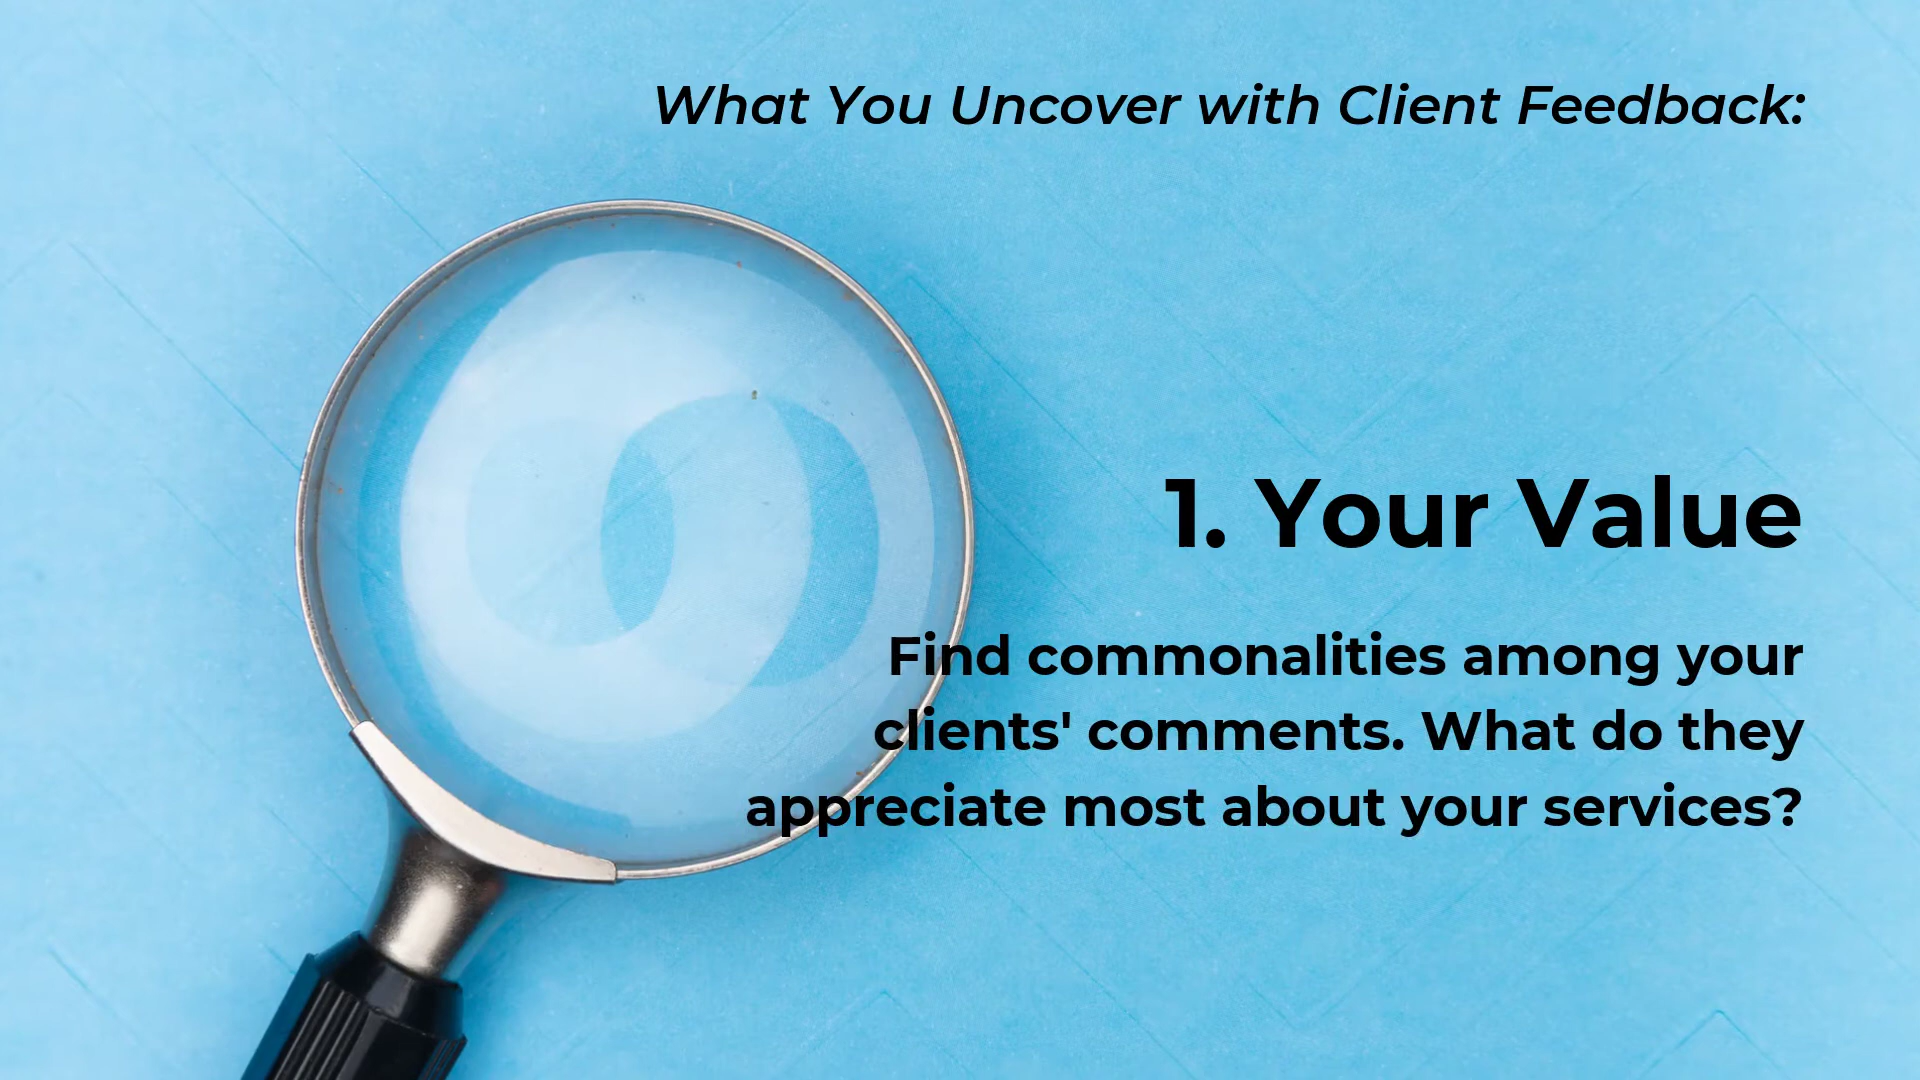 What You Uncover with Client Feedback:
1. Your Value
Find commonalities among your
clients' comments. What do they
appreciate most about your services?